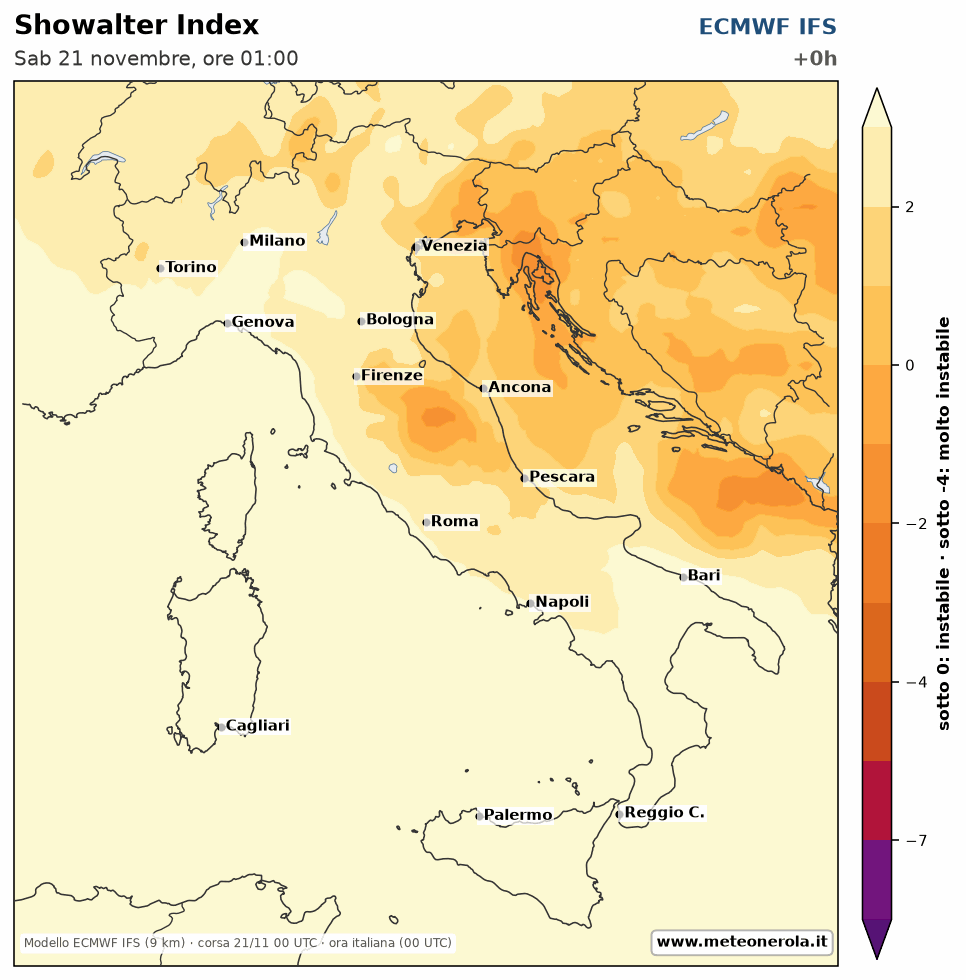 Showalter Index
ECMWF IFS
Sab 21 novembre, ore 01:00
+0h
Milano
Venezia
Torino
Genova
Bologna
Firenze
Ancona
Pescara
Roma
Bari
Napoli
Cagliari
Palermo
Reggio C.
2
0
−2
−4
−7
sotto 0: instabile · sotto -4: molto instabile
Modello ECMWF IFS (9 km) · corsa 21/11 00 UTC · ora italiana (00 UTC)
www.meteonerola.it